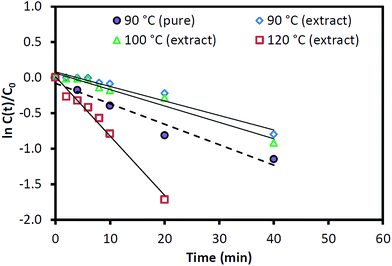 90 °C (pure)
90 °C (extract)
100 °C (extract)
120 °C (extract)
ln C(t)/C0
1.0
0.5
0.0
-0.5
-1.0
-1.5
-2.0
0 10 20 30 40 50 60
Time (min)